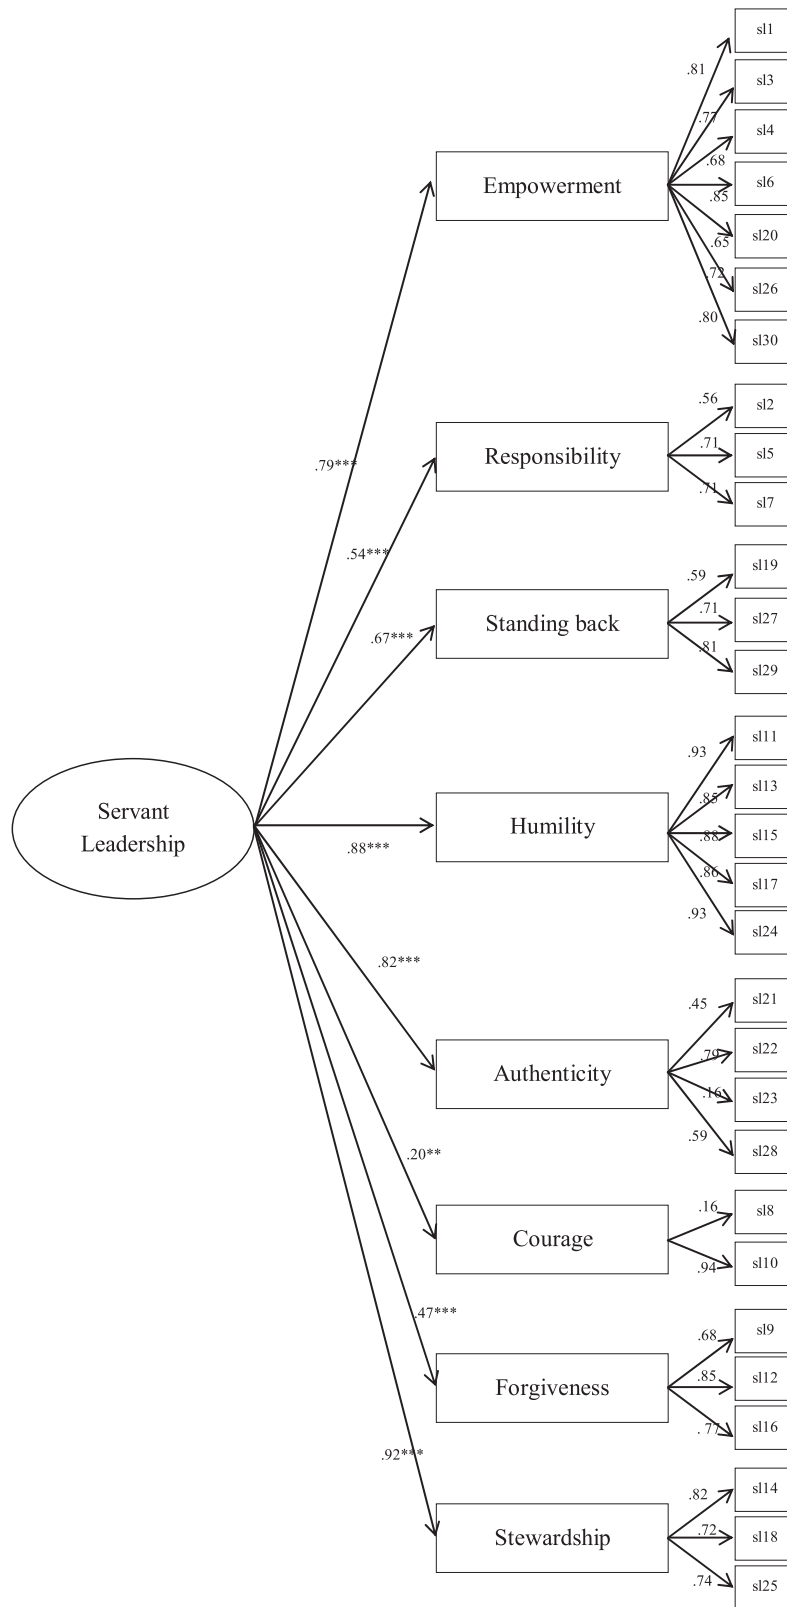 sl1
.81
sl3
.77
sl4
.68
Empowerment
sl6
.85
sl20
.65
.72
sl26
.80
sl30
.56
sl2
.79***
Responsibility
.71
sl5
.71
sl7
.54***
sl19
.59
.67***
Standing back
.71
sl27
.81
sl29
sl11
.93
sl13
.85
Servant
Leadership
Humility
.88
sl15
.88***
.86
sl17
.93
sl24
.82***
sl21
.45
sl22
.79
Authenticity
.16
sl23
.59
sl28
.20**
.16
sl8
Courage
.94
sl10
.47***
.68
sl9
Forgiveness
.85
sl12
. 77
sl16
.92***
.82
sl14
Stewardship
.72
sl18
.74
sl25